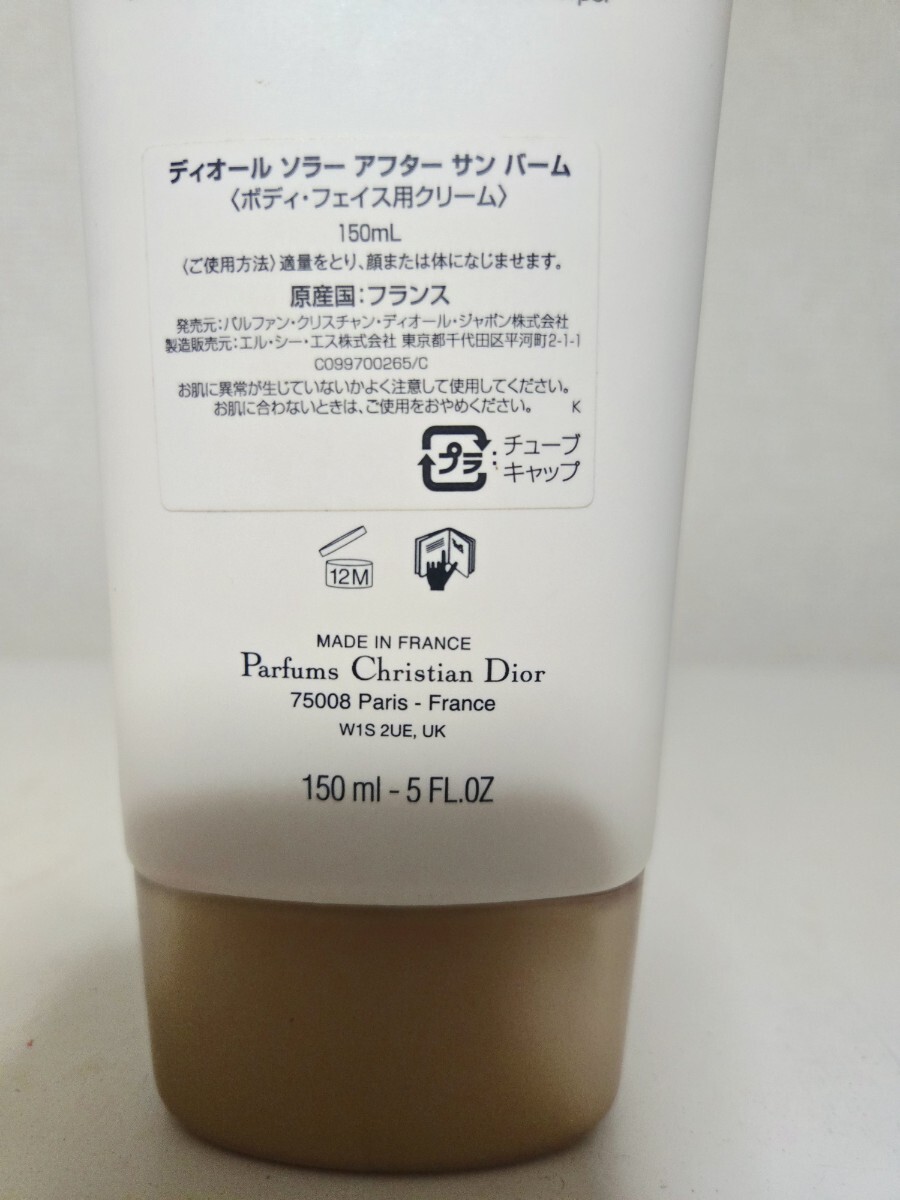 ディオール ソラー アフター サン バーム
〈ボディ・フェイス用クリーム〉
150mL
〈ご使用方法〉適量をとり、顔または体になじませます。
原産国：フランス
発売元：パルファン・クリスチャン・ディオール・ジャポン株式会社
製造販売元：エル・シー・エス株式会社 東京都千代田区平河町2-1-1
C099700265/C
お肌に異常が生じていないかよく注意して使用してください。
お肌に合わないときは、ご使用をおやめください。 K
プラ：チューブ
キャップ
12M
MADE IN FRANCE
Parfums Christian Dior
75008 Paris - France
W1S 2UE, UK
150 ml - 5 FL.OZ